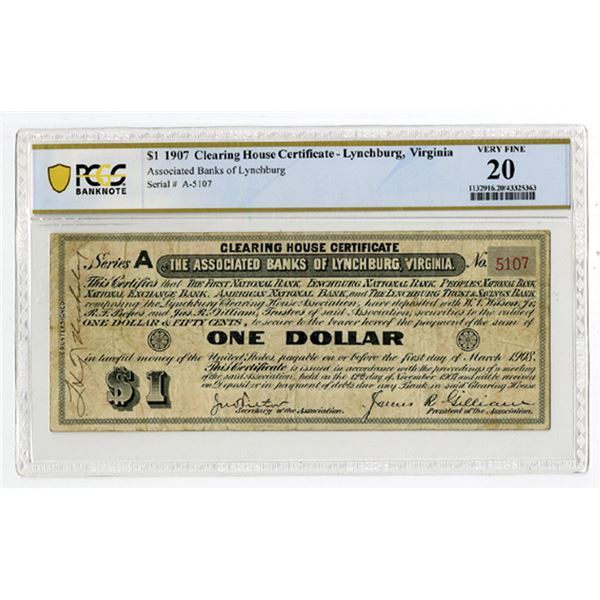 PCGS
BANKNOTE
$1 1907 Clearing House Certificate - Lynchburg, Virginia
Associated Banks of Lynchburg
Serial # A-5107
VERY FINE
20
1132916.20/43325363
CLEARING HOUSE CERTIFICATE
Series A OF THE ASSOCIATED BANKS OF LYNCHBURG, VIRGINIA. No. 5107
This Certifies that THE FIRST NATIONAL BANK, LYNCHBURG NATIONAL BANK, PEOPLES NATIONAL BANK,
NATIONAL EXCHANGE BANK, AMERICAN NATIONAL BANK, and THE LYNCHBURG TRUST & SAVINGS BANK,
composing the Lynchburg Clearing House Association, have deposited with
and Jas. R. Gilliam, Trustees of said Association, securities to the value of
ONE DOLLAR & FIFTY CENTS, to secure to the bearer hereof the payment of the sum of
ONE DOLLAR
in lawful money of the United States, payable on or before the first day of March 1908.
This Certificate is issued in accordance with the proceedings of a meeting
of the said Association, held on the 12th day of November, 1907 and will be received
on Deposit or in payment of debts due any Bank in said Clearing House
$1
COUNTERSIGNED
James R. Gilliam
Secretary of the Association. President of the Association.